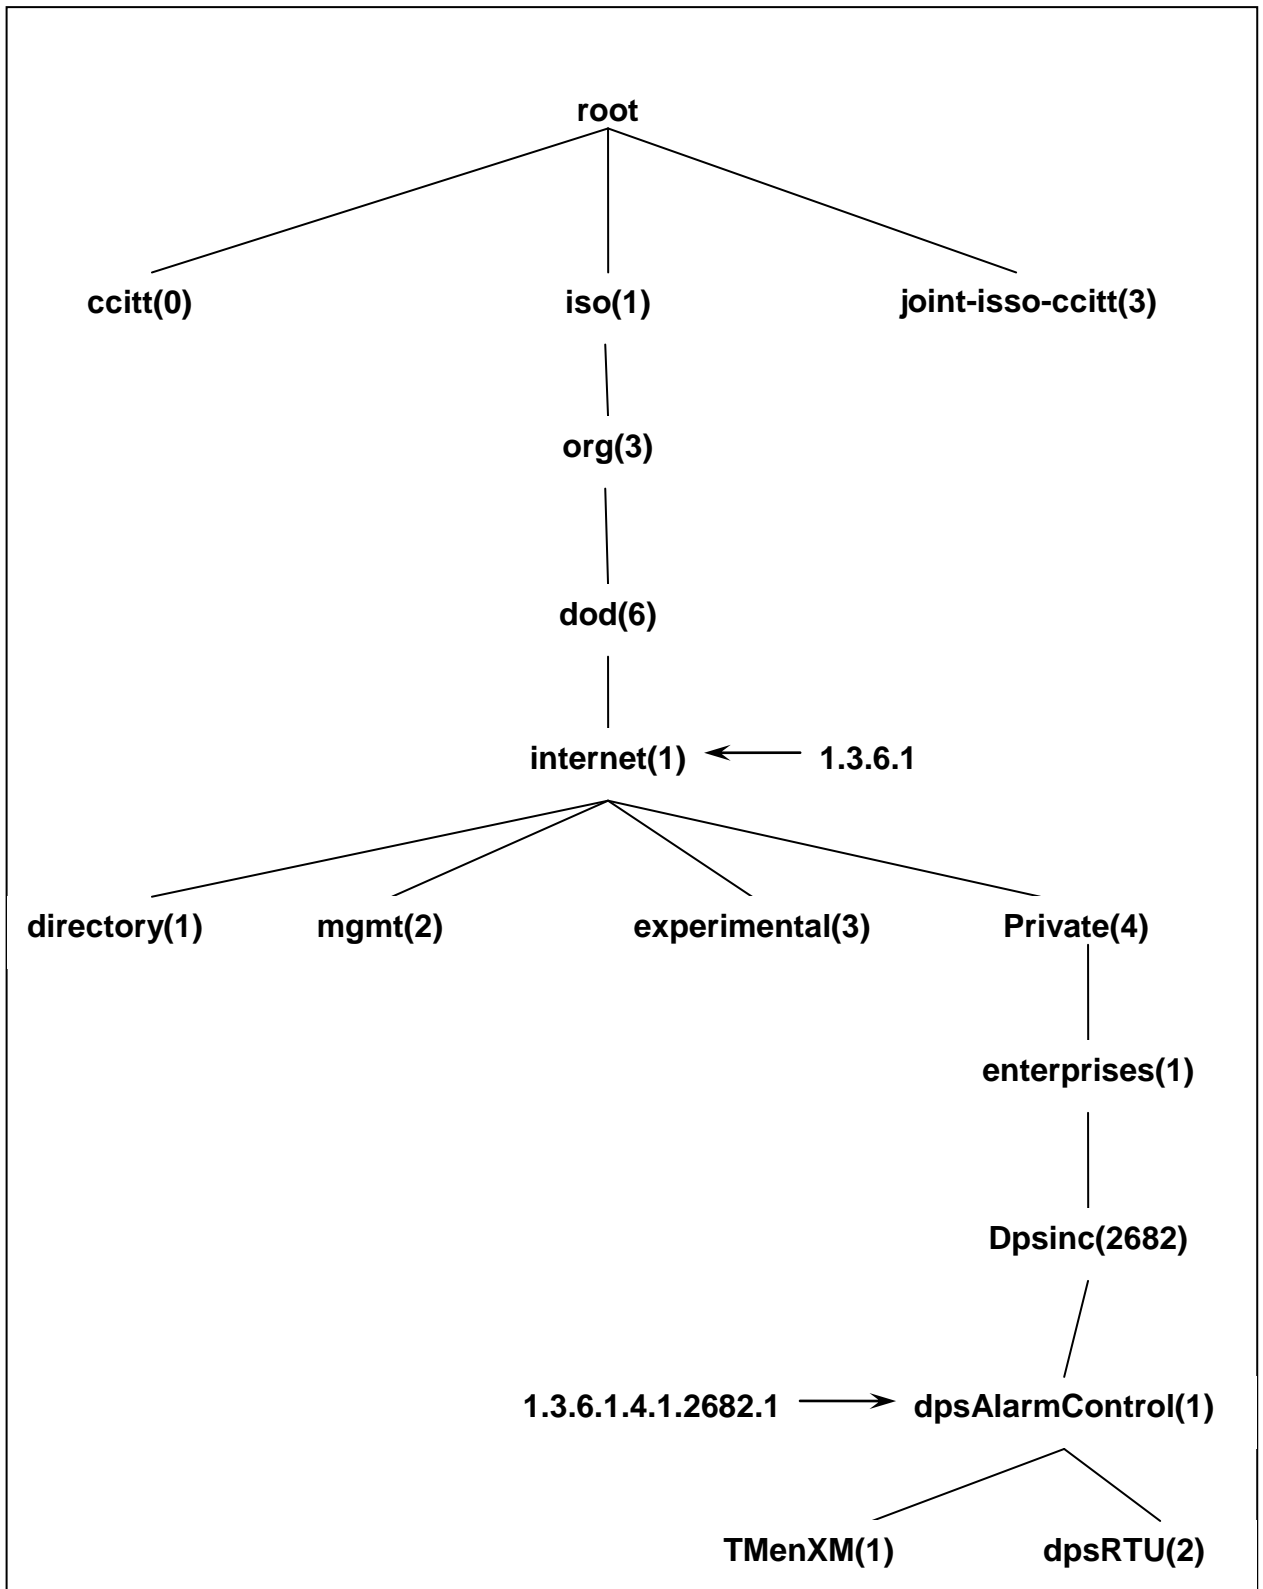 root
ccitt(0)
iso(1)
joint-isso-ccitt(3)
org(3)
dod(6)
internet(1)
1.3.6.1
directory(1)
mgmt(2)
experimental(3)
Private(4)
enterprises(1)
Dpsinc(2682)
1.3.6.1.4.1.2682.1
dpsAlarmControl(1)
TMenXM(1)
dpsRTU(2)